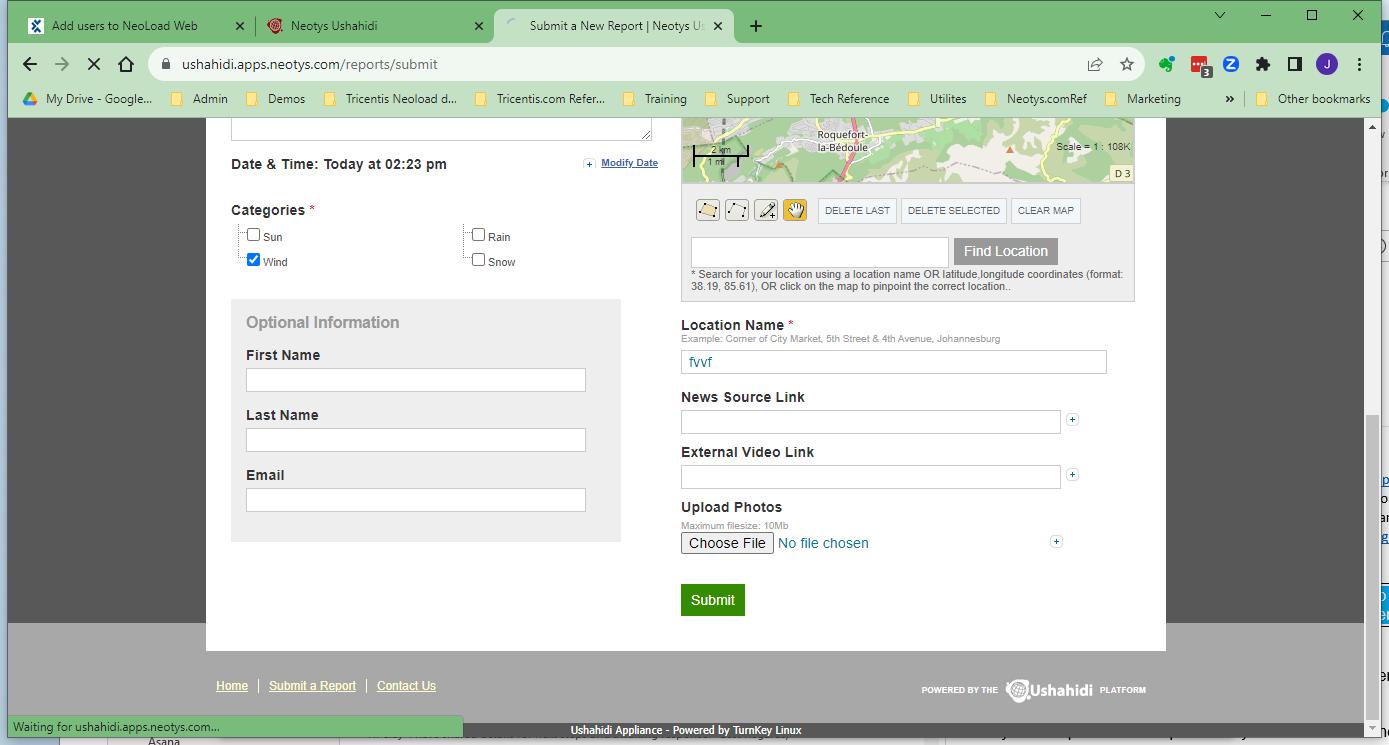 Add users to NeoLoad Web
Neotys Ushahidi
Submit a New Report | Neotys Us
ushahidi.apps.neotys.com/reports/submit
3
J
My Drive - Google...
Admin
Demos
Tricentis Neoload d...
Tricentis.com Refer...
Training
Support
Tech Reference
Utilites
Neotys.comRef
Marketing
»
Other bookmarks
Roquefort-
la-Bédoule
2 km
1 mi
Scale = 1 : 108K
D 3
Date & Time: Today at 02:23 pm
Modify Date
Categories *
Sun
Rain
Wind
Snow
DELETE LAST
DELETE SELECTED
CLEAR MAP
Find Location
* Search for your location using a location name OR latitude,longitude coordinates (format:
38.19, 85.61), OR click on the map to pinpoint the correct location..
Optional Information
First Name
Last Name
Email
Location Name *
Example: Corner of City Market, 5th Street & 4th Avenue, Johannesburg
fvvf
News Source Link
External Video Link
Upload Photos
Maximum filesize: 10Mb
Choose File No file chosen
Submit
Home
Submit a Report
Contact Us
POWERED BY THE Ushahidi PLATFORM
Waiting for ushahidi.apps.neotys.com...
Ushahidi Appliance - Powered by TurnKey Linux
Asana